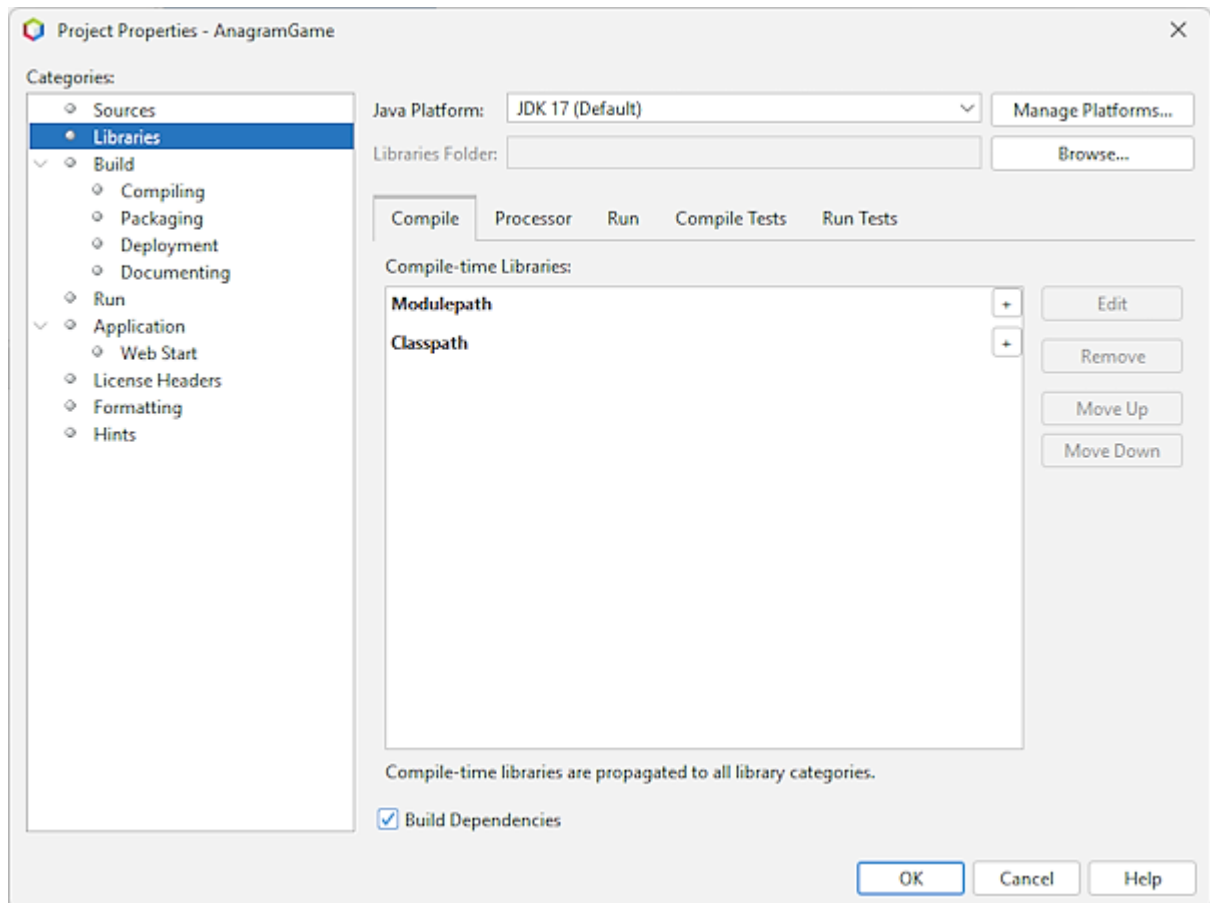 Project Properties - AnagramGame
Categories:
Sources
Libraries
Build
Compiling
Packaging
Deployment
Documenting
Run
Application
Web Start
License Headers
Formatting
Hints
Java Platform: JDK 17 (Default) Manage Platforms...
Libraries Folder: Browse...
Compile Processor Run Compile Tests Run Tests
Compile-time Libraries:
Modulepath + Edit
Classpath + Remove
Move Up
Move Down
Compile-time libraries are propagated to all library categories.
Build Dependencies
OK Cancel Help